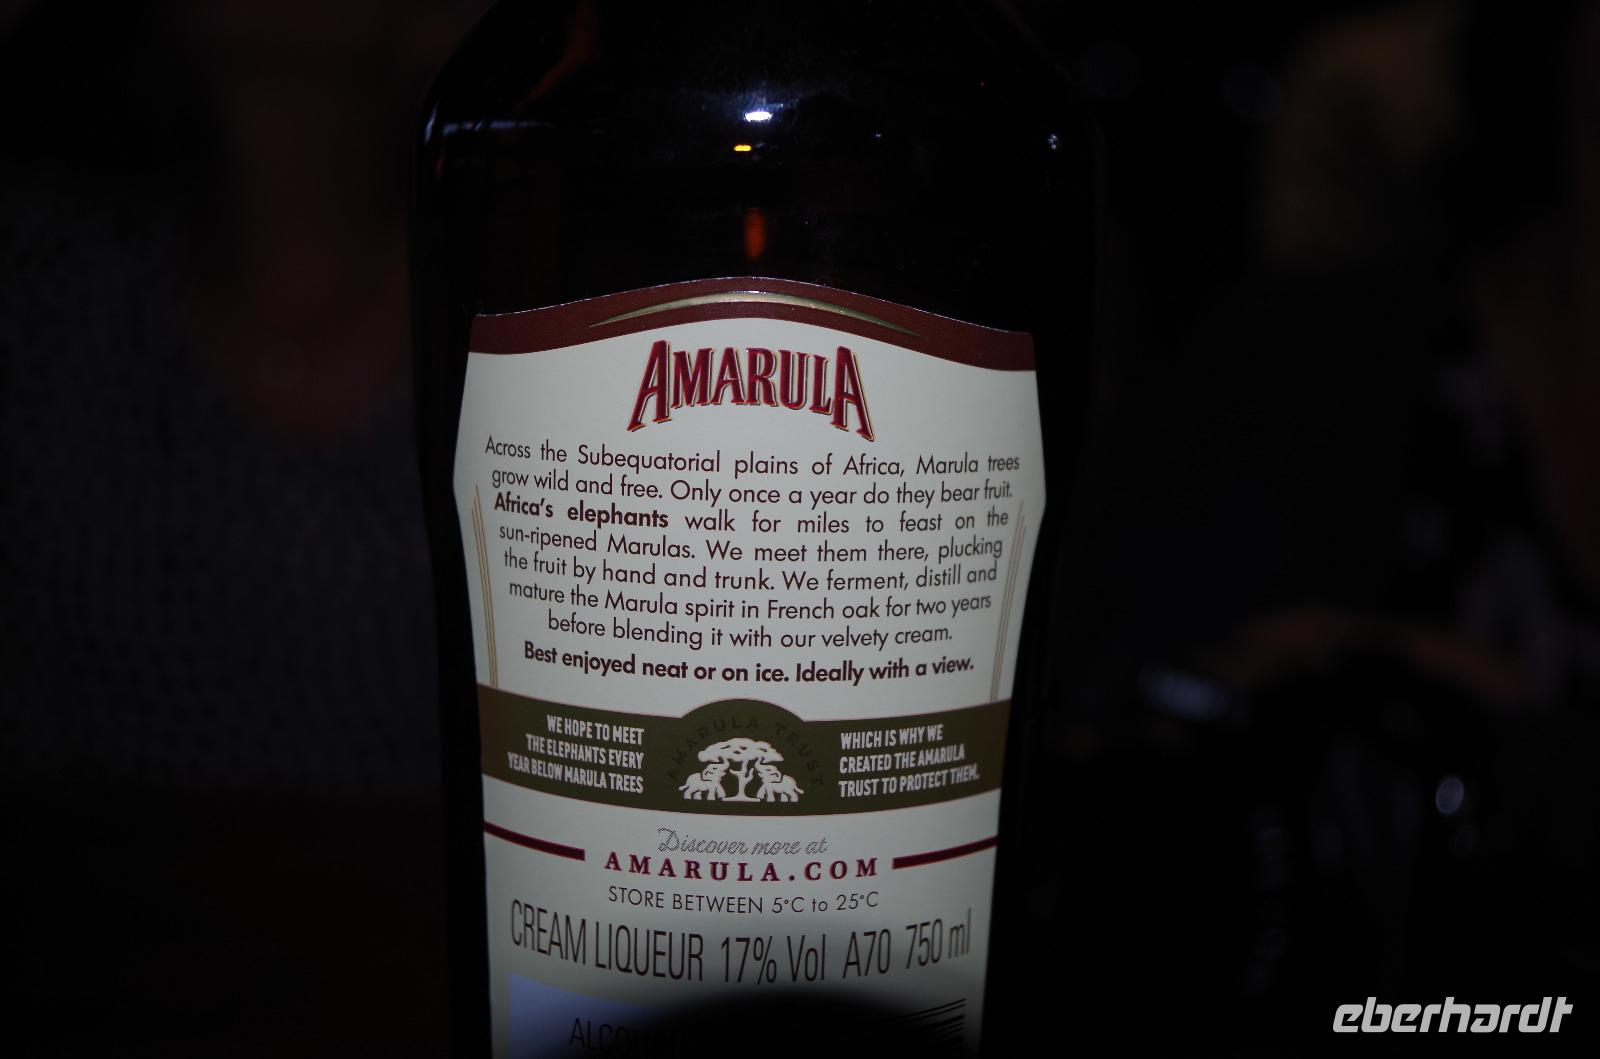 AMARULA
Across the Subequatorial plains of Africa, Marula trees
grow wild and free. Only once a year do they bear fruit.
Africa's elephants walk for miles to feast on the
sun-ripened Marulas. We meet them there, plucking
the fruit by hand and trunk. We ferment, distill and
mature the Marula spirit in French oak for two years
before blending it with our velvety cream.
Best enjoyed neat or on ice. Ideally with a view.
WE HOPE TO MEET
THE ELEPHANTS EVERY
YEAR BELOW MARULA TREES
AMARULA TRUST
WHICH IS WHY WE
CREATED THE AMARULA
TRUST TO PROTECT THEM.
Discover more at
AMARULA.COM
STORE BETWEEN 5°C to 25°C
CREAM LIQUEUR 17% Vol A70 750 ml
eberhardt